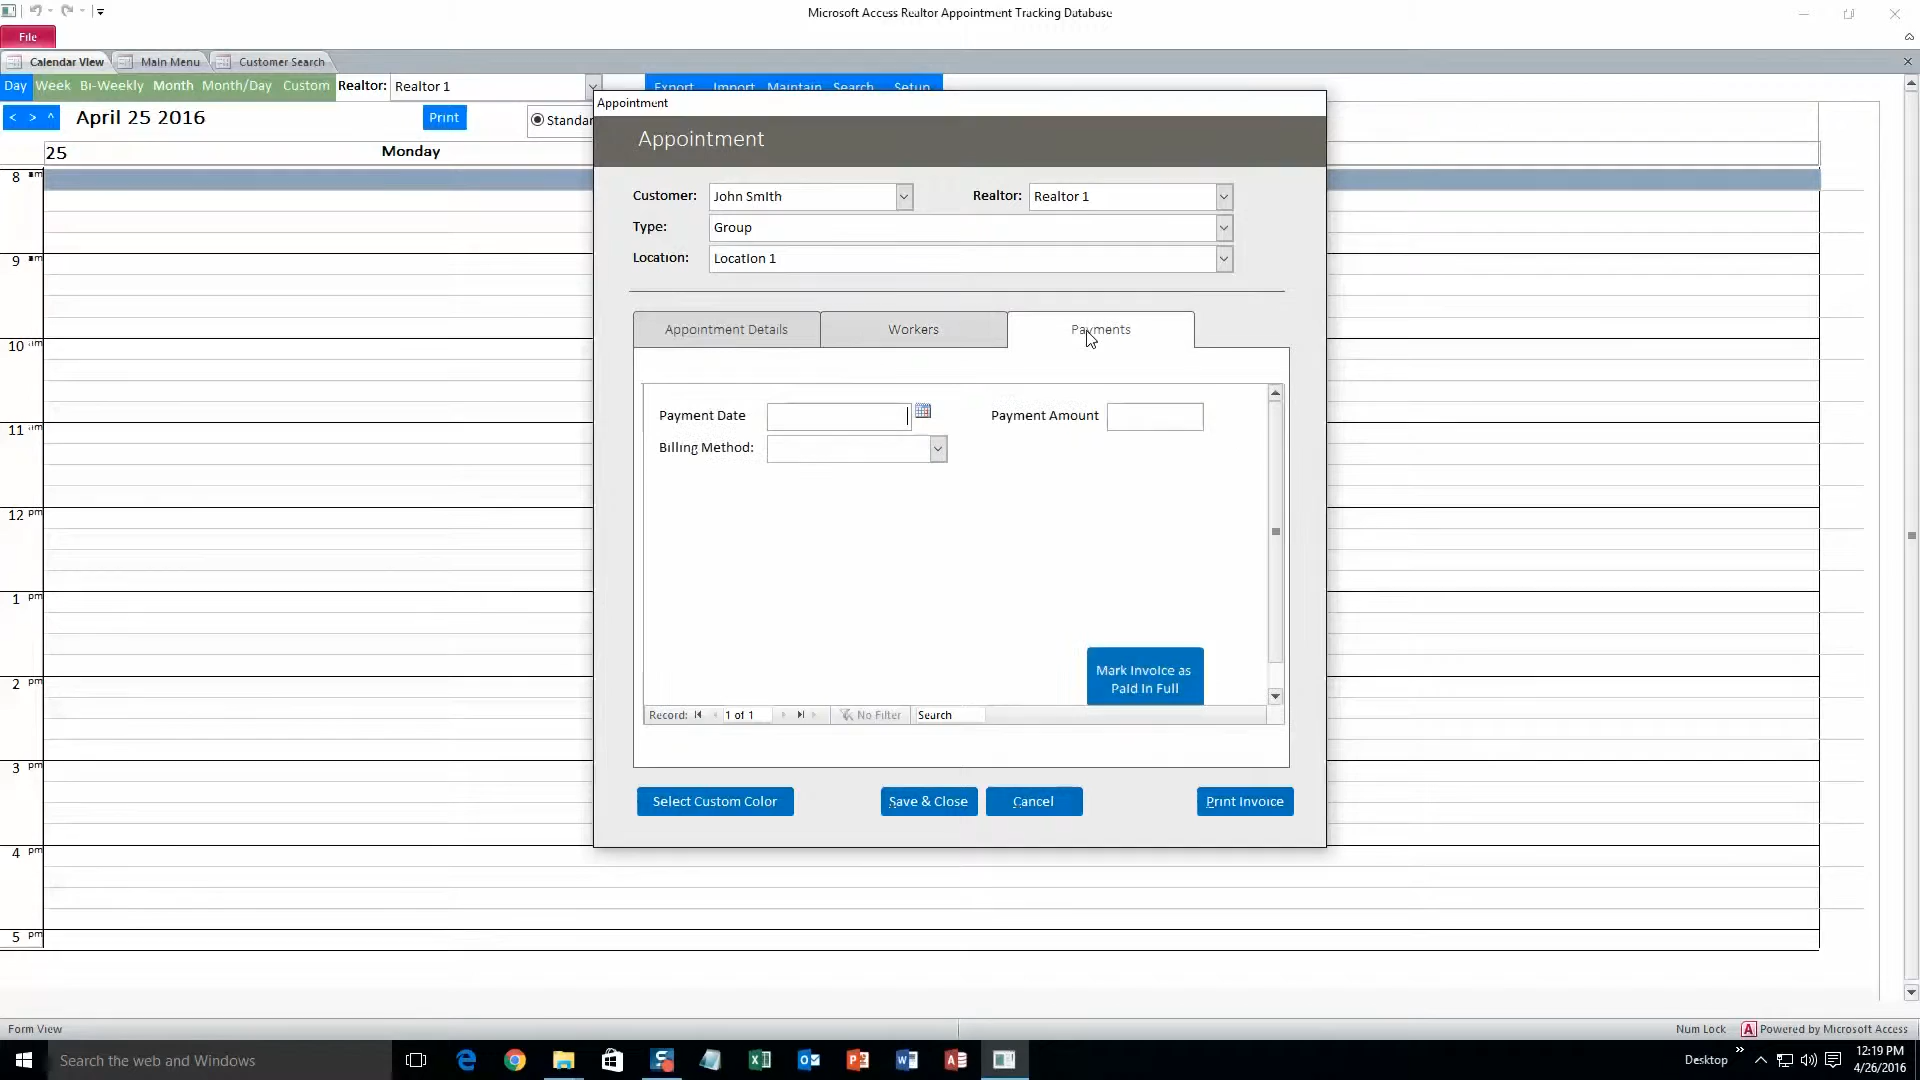 Microsoft Access Realtor Appointment Tracking Database
File
Calendar View Main Menu Customer Search
Day Week Bi-Weekly Month Month/Day Custom Realtor: Realtor 1 Export Import Maintain Search Setup
< > ^ April 25 2016 Print Standar
25 Monday
8 am
9 am
10 am
11 am
12 pm
1 pm
2 pm
3 pm
4 pm
5 pm
Appointment
Appointment
Customer: John Smith Realtor: Realtor 1
Type: Group
Location: Location 1
Appointment Details Workers Payments
Payment Date Payment Amount
Billing Method:
Mark Invoice as
Paid In Full
Record: 1 of 1 No Filter Search
Select Custom Color Save & Close Cancel Print Invoice
Form View Num Lock Powered by Microsoft Access
Search the web and Windows Desktop 12:19 PM
4/26/2016